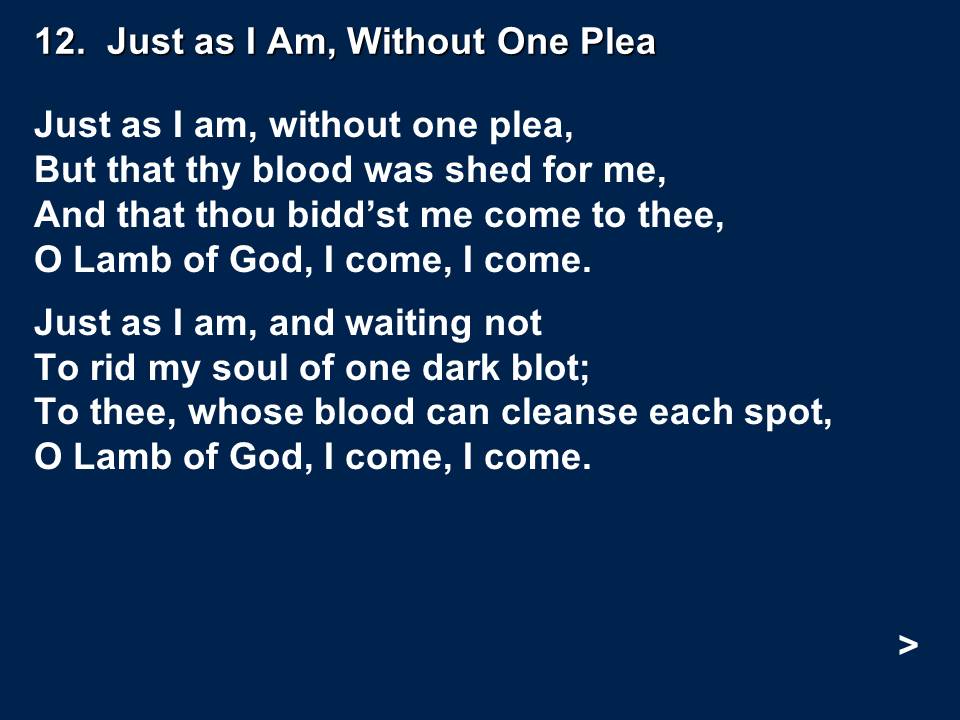 12. Just as I Am, Without One Plea
Just as I am, without one plea,
But that thy blood was shed for me,
And that thou bidd’st me come to thee,
O Lamb of God, I come, I come.
Just as I am, and waiting not
To rid my soul of one dark blot;
To thee, whose blood can cleanse each spot,
O Lamb of God, I come, I come.
>